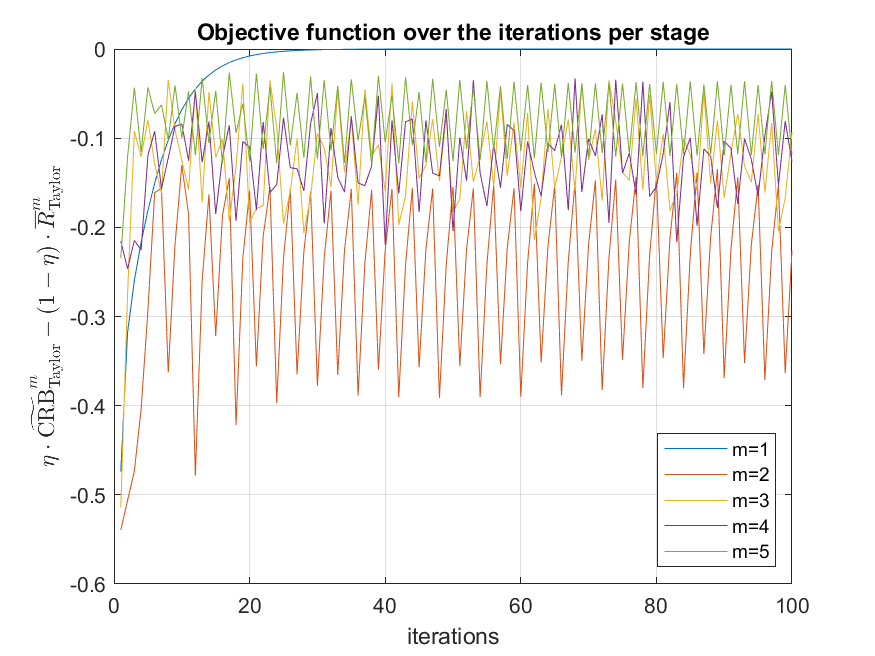 Objective function over the iterations per stage
η · C͠RB^m_Taylor − (1 − η) · R̅^m_Taylor
0
-0.1
-0.2
-0.3
-0.4
-0.5
-0.6
0 20 40 60 80 100
iterations
m=1
m=2
m=3
m=4
m=5